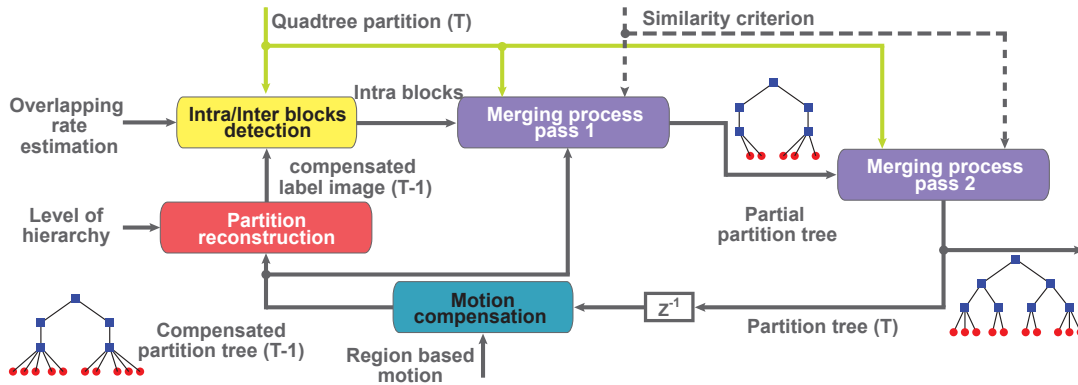 Quadtree partition (T)
Similarity criterion
Overlapping
rate
estimation
Intra/Inter blocks
detection
Intra blocks
Merging process
pass 1
Merging process
pass 2
compensated
label image (T-1)
Level of
hierarchy
Partition
reconstruction
Partial
partition tree
Motion
compensation
Z-1
Partition tree (T)
Compensated
partition tree (T-1)
Region based
motion